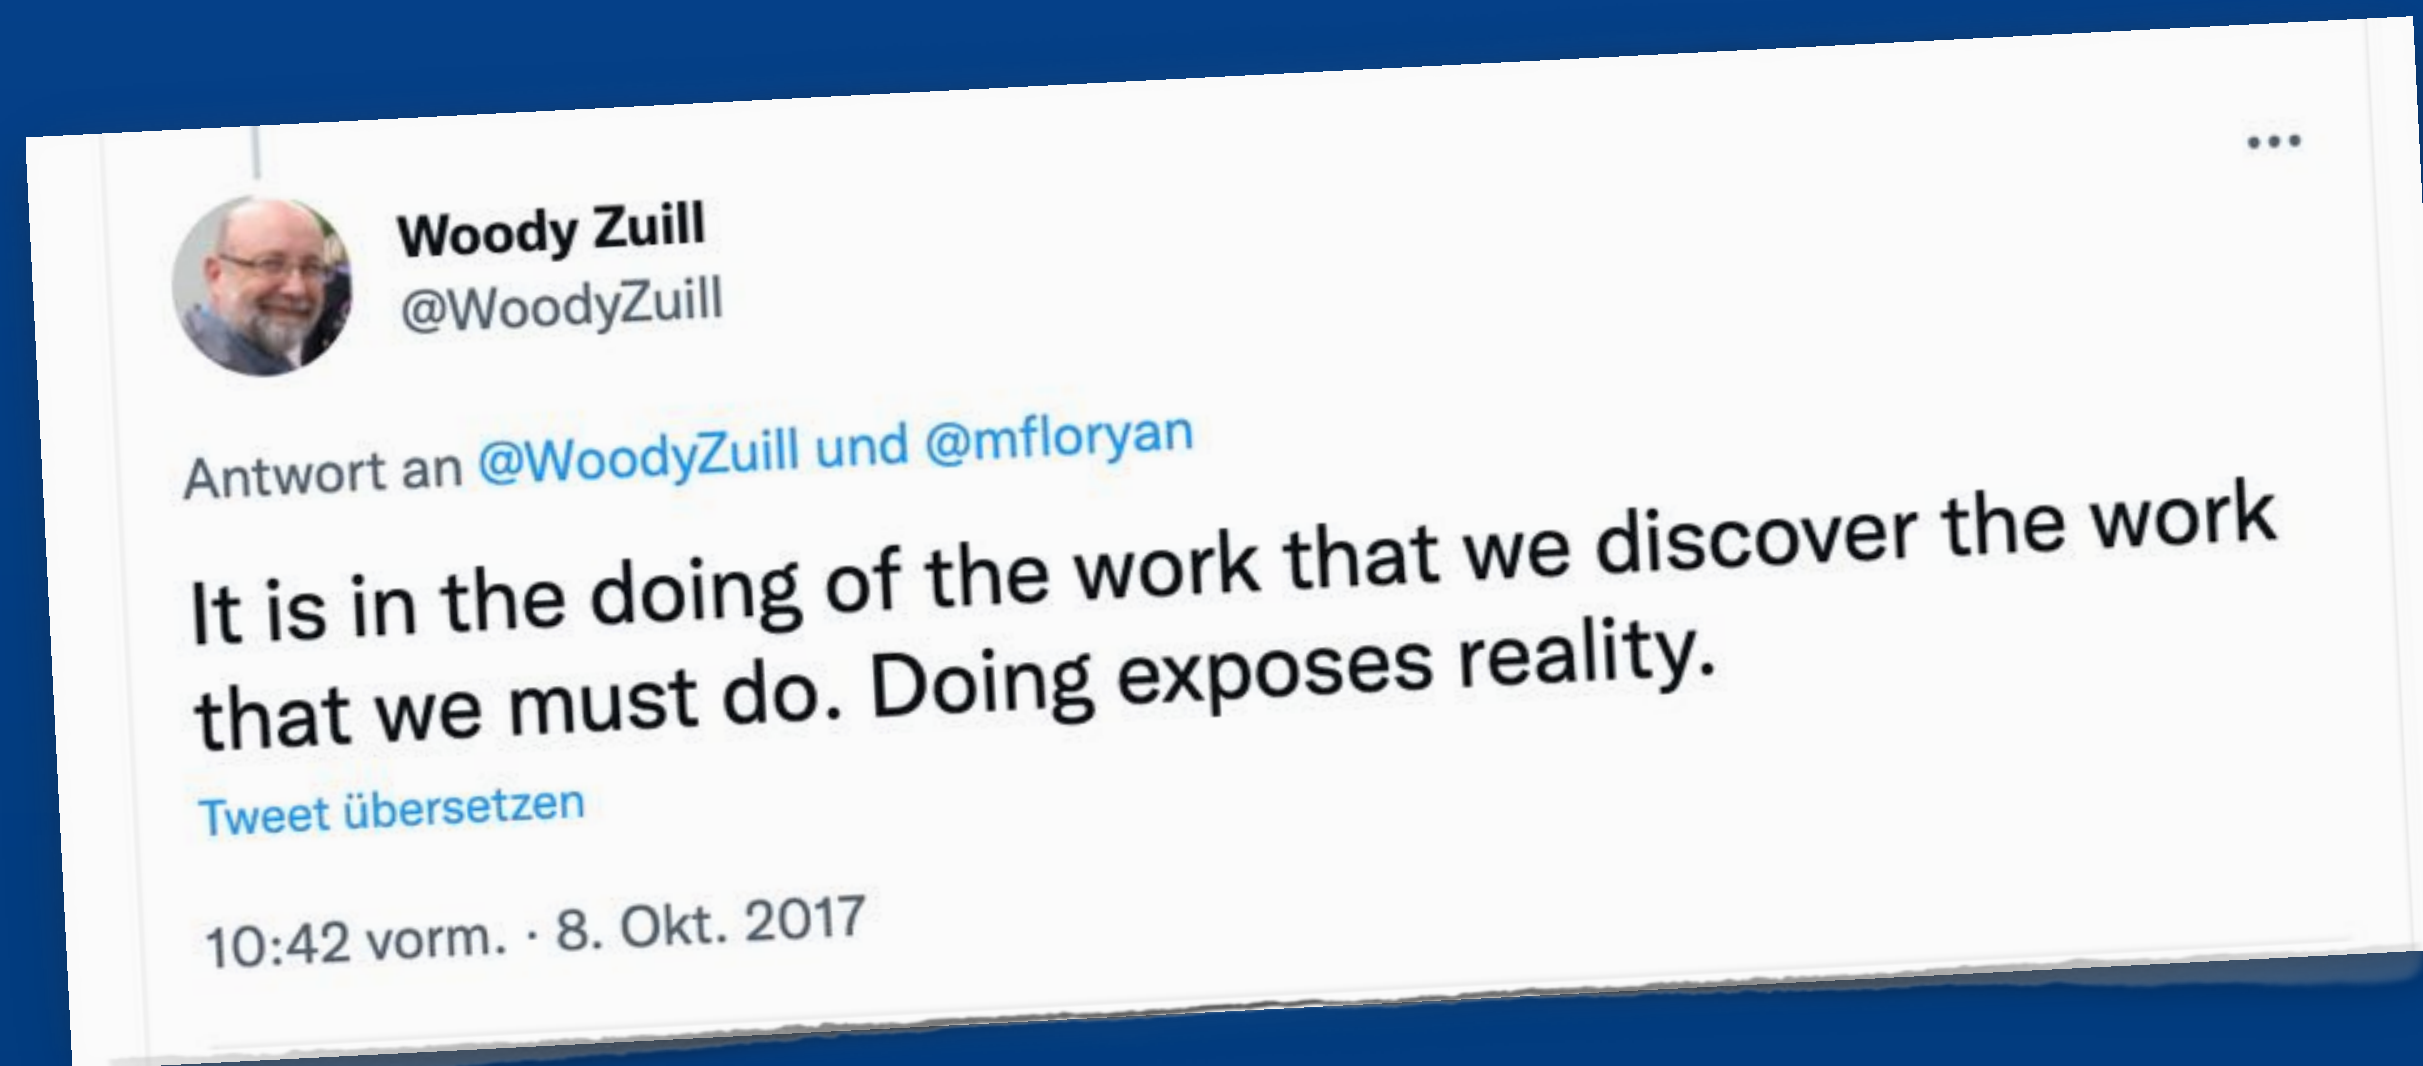 Woody Zuill
@WoodyZuill
Antwort an @WoodyZuill und @mfloryan
It is in the doing of the work that we discover the work
that we must do. Doing exposes reality.
Tweet übersetzen
10:42 vorm. · 8. Okt. 2017